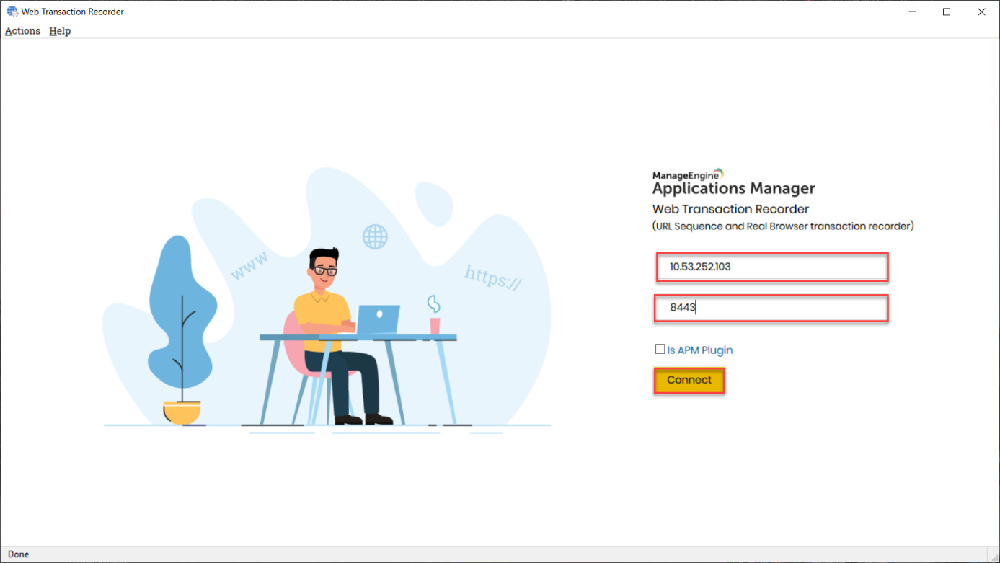 Web Transaction Recorder
Actions Help
ManageEngine
Applications Manager
Web Transaction Recorder
(URL Sequence and Real Browser transaction recorder)
www
https://
10.53.252.103
8443
Is APM Plugin
Connect
Done